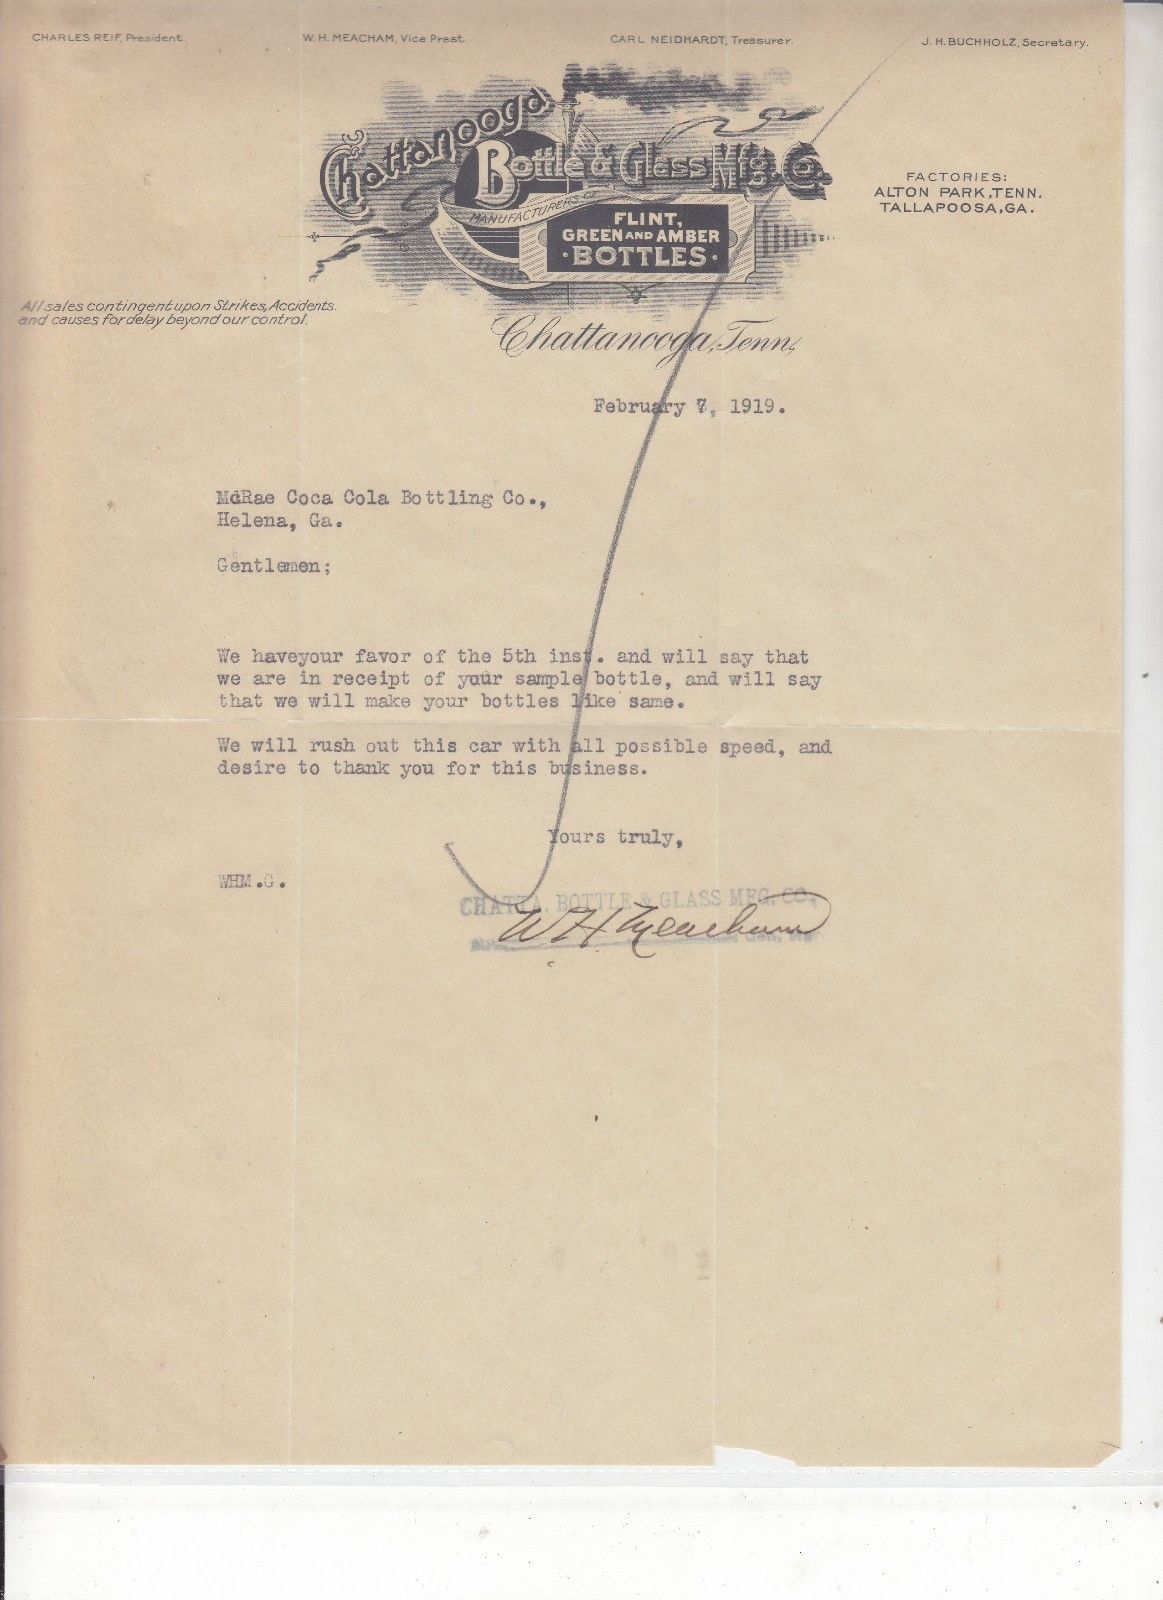 CHARLES REIF, President.
W. H. MEACHAM, Vice Prest.
CARL NEIDHARDT, Treasurer.
J. H. BUCHHOLZ, Secretary.
Chattanooga
Bottle & Glass Mfg. Co.
MANUFACTURERS OF
FLINT,
GREEN AND AMBER
·BOTTLES·
FACTORIES:
ALTON PARK, TENN.
TALLAPOOSA, GA.
All sales contingent upon Strikes, Accidents.
and causes for delay beyond our control.
Chattanooga, Tenn.,
February 7, 1919.
MdRae Coca Cola Bottling Co.,
Helena, Ga.
Gentlemen;
We haveyour favor of the 5th inst. and will say that
we are in receipt of your sample bottle, and will say
that we will make your bottles like same.
We will rush out this car with all possible speed, and
desire to thank you for this business.
Yours truly,
WHM.G.
CHATTA. BOTTLE & GLASS MFG. CO.,
W H Meacham